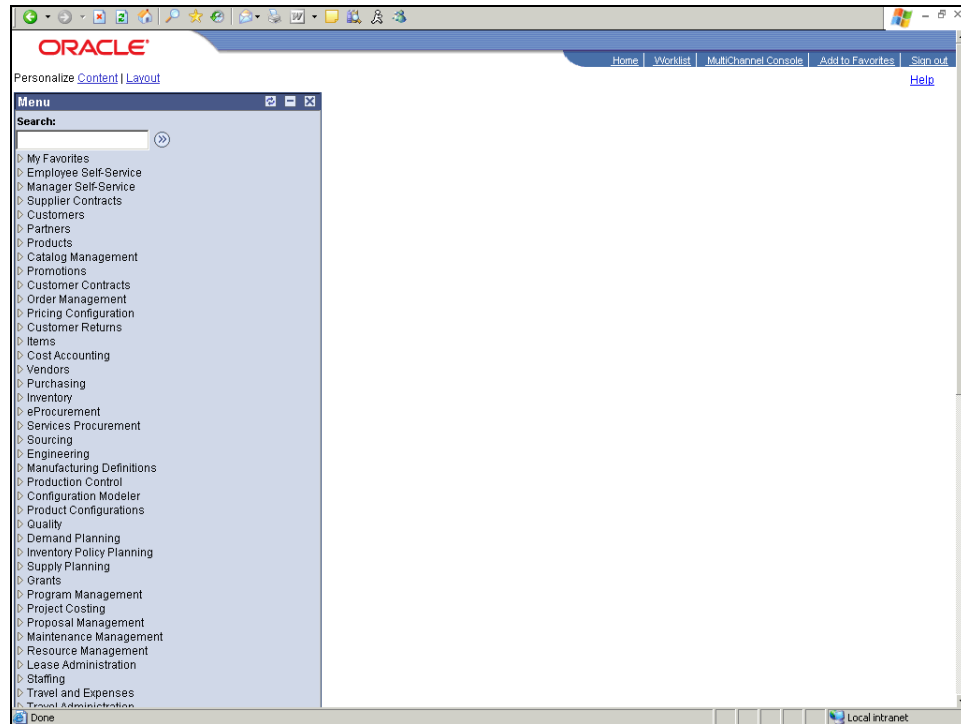 ORACLE
Home | Worklist | MultiChannel Console | Add to Favorites | Sign out
Personalize Content | Layout
Help
Menu
Search:
My Favorites
Employee Self-Service
Manager Self-Service
Supplier Contracts
Customers
Partners
Products
Catalog Management
Promotions
Customer Contracts
Order Management
Pricing Configuration
Customer Returns
Items
Cost Accounting
Vendors
Purchasing
Inventory
eProcurement
Services Procurement
Sourcing
Engineering
Manufacturing Definitions
Production Control
Configuration Modeler
Product Configurations
Quality
Demand Planning
Inventory Policy Planning
Supply Planning
Grants
Program Management
Project Costing
Proposal Management
Maintenance Management
Resource Management
Lease Administration
Staffing
Travel and Expenses
Travel Administration
Done
Local intranet